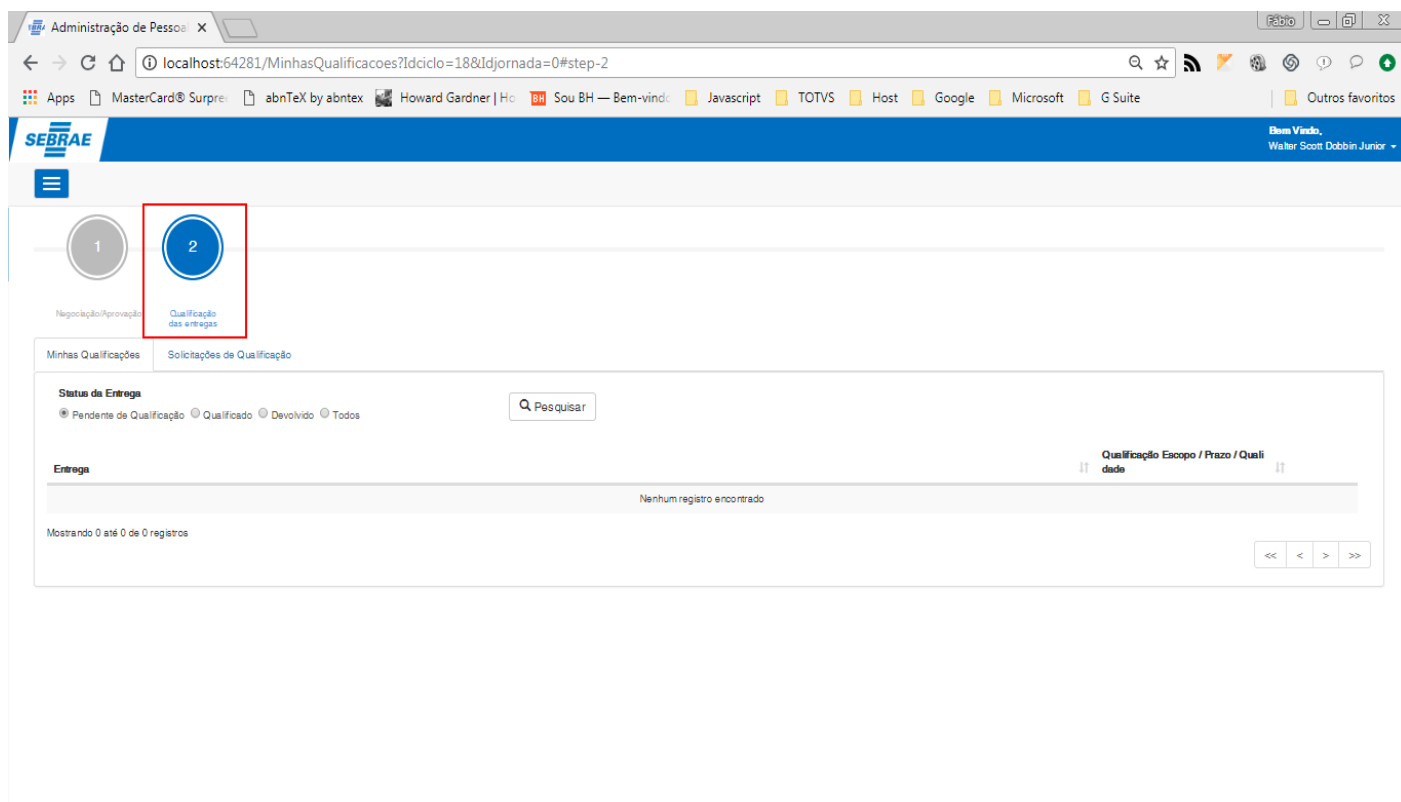 Administração de Pessoa
Fábio
localhost:64281/MinhasQualificacoes?Idciclo=18&Idjornada=0#step-2
Apps MasterCard® Surpre abnTeX by abntex Howard Gardner | Ho BH Sou BH — Bem-vindo Javascript TOTVS Host Google Microsoft G Suite Outros favoritos
SEBRAE
Bem Vindo,
Walter Scott Dobbin Junior
1 2
Negociação/Aprovação Qualificação
das entregas
Minhas Qualificações Solicitações de Qualificação
Status da Entrega
Pendente de Qualificação Qualificado Devolvido Todos Pesquisar
Entrega Qualificação Escopo / Prazo / Quali
dade
Nenhum registro encontrado
Mostrando 0 até 0 de 0 registros
<< < > >>